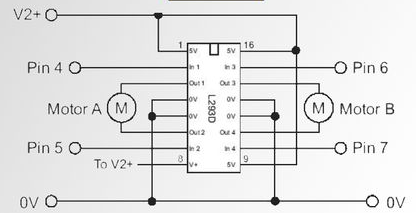 V2+
1 5V 5V 16
Pin 4 In 1 In 3 Pin 6
Out 1 Out 3
Motor A M 0V L293D 0V M Motor B
0V 0V
Out 2 Out 4
Pin 5 In 2 In 4 Pin 7
To V2+ 8 V+ 5V 9
0V 0V